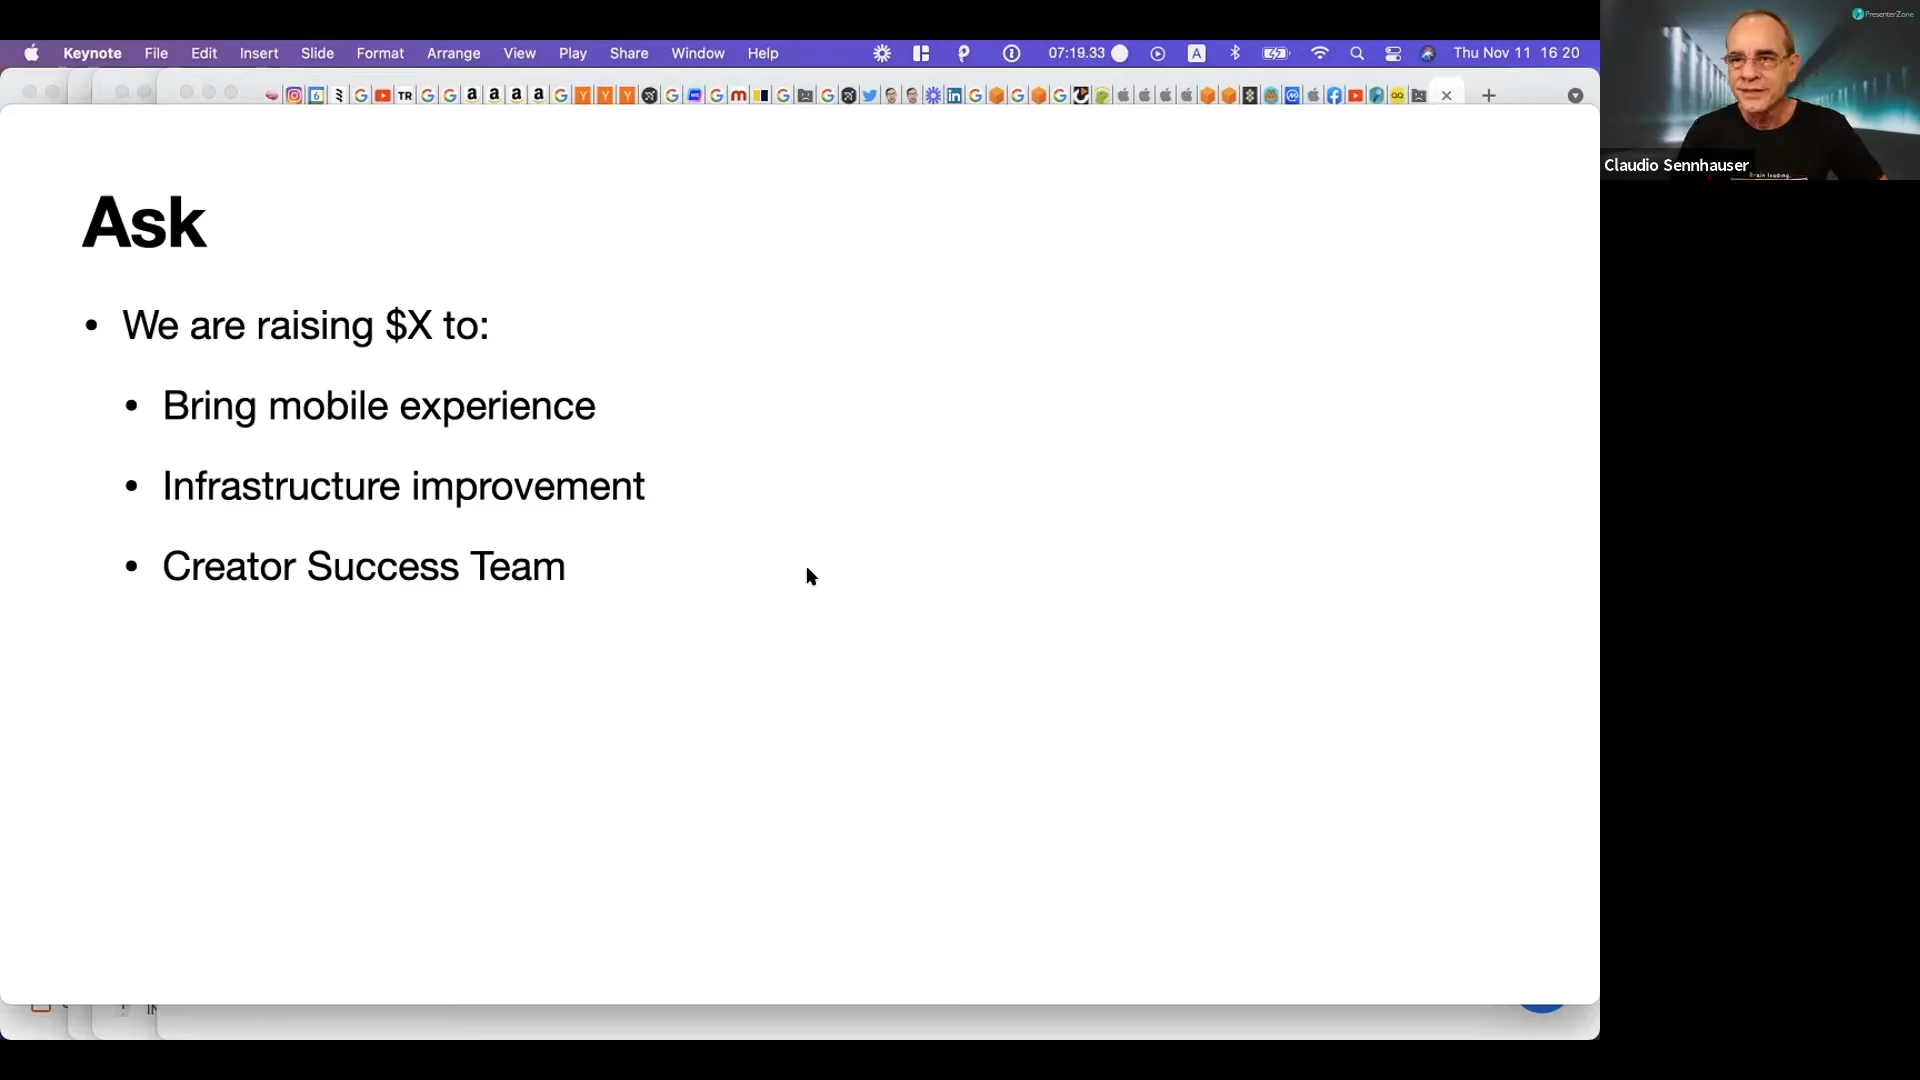 Keynote File Edit Insert Slide Format Arrange View Play Share Window Help 07:19.33 A Thu Nov 11 16 20
PresenterZone
Claudio Sennhauser
Ask
• We are raising $X to:
• Bring mobile experience
• Infrastructure improvement
• Creator Success Team